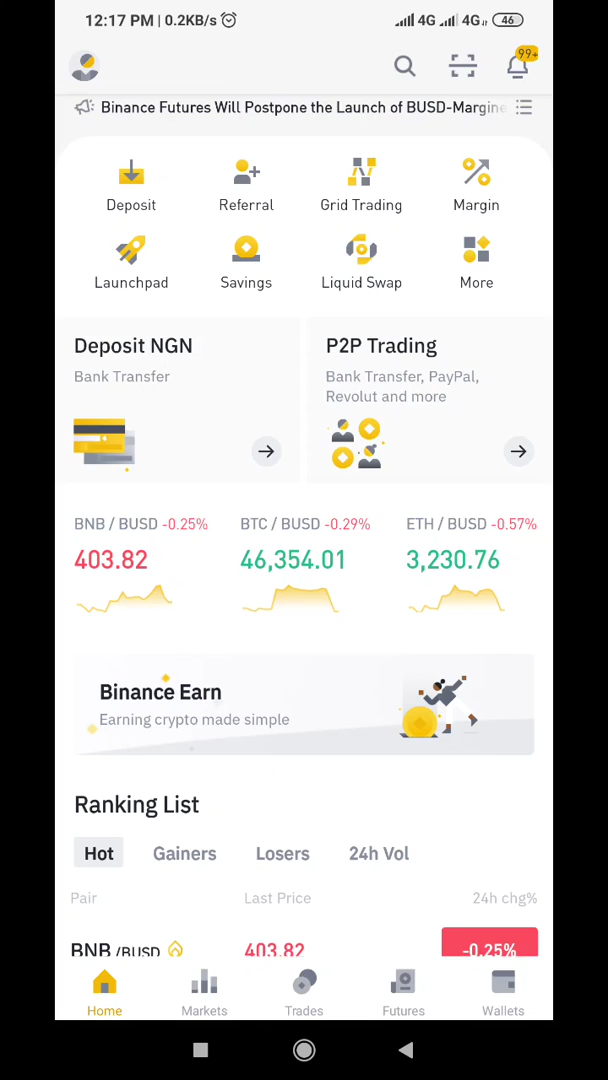 12:17 PM | 0.2KB/s 4G 4G 46
99+
Binance Futures Will Postpone the Launch of BUSD-Margine
Deposit Referral Grid Trading Margin
Launchpad Savings Liquid Swap More
Deposit NGN
Bank Transfer
P2P Trading
Bank Transfer, PayPal,
Revolut and more
BNB / BUSD -0.25% BTC / BUSD -0.29% ETH / BUSD -0.57%
403.82 46,354.01 3,230.76
Binance Earn
Earning crypto made simple
Ranking List
Hot Gainers Losers 24h Vol
Pair Last Price 24h chg%
BNB /BUSD 403.82 -0.25%
Home Markets Trades Futures Wallets